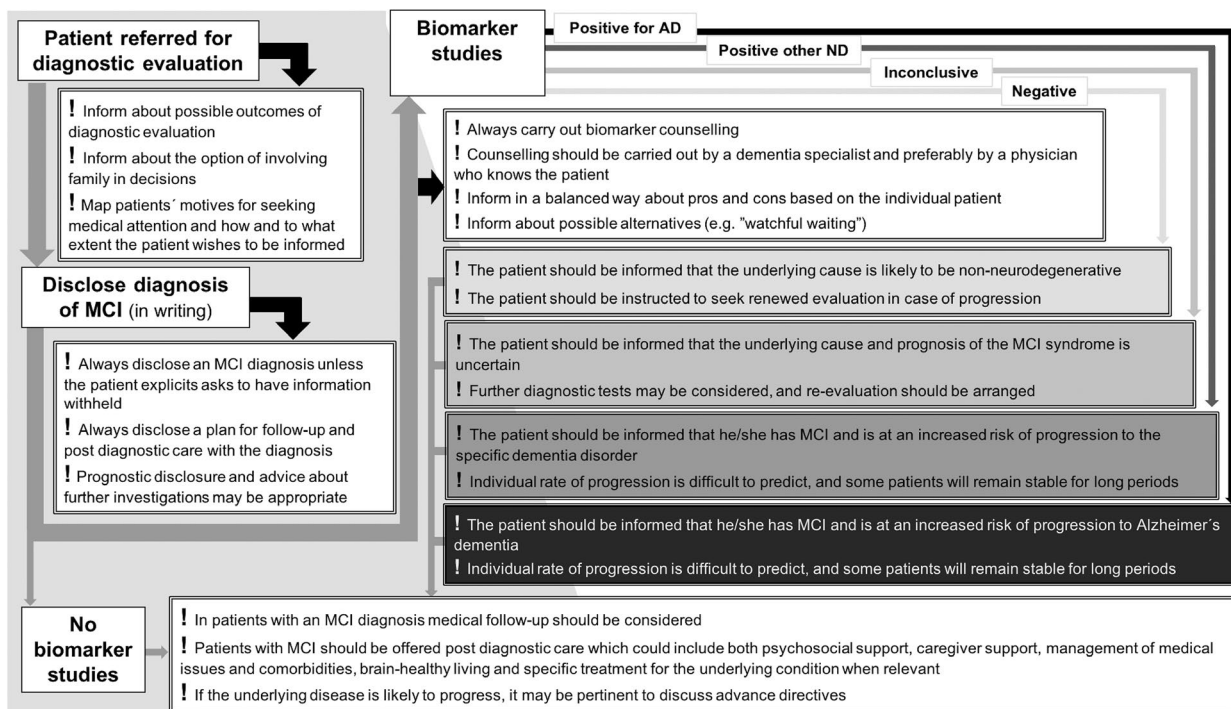 Patient referred for
diagnostic evaluation
! Inform about possible outcomes of
diagnostic evaluation
! Inform about the option of involving
family in decisions
! Map patients´ motives for seeking
medical attention and how and to what
extent the patient wishes to be informed
Disclose diagnosis
of MCI (in writing)
! Always disclose an MCI diagnosis unless
the patient explicits asks to have information
withheld
! Always disclose a plan for follow-up and
post diagnostic care with the diagnosis
! Prognostic disclosure and advice about
further investigations may be appropriate
Biomarker
studies
Positive for AD
Positive other ND
Inconclusive
Negative
! Always carry out biomarker counselling
! Counselling should be carried out by a dementia specialist and preferably by a physician
who knows the patient
! Inform in a balanced way about pros and cons based on the individual patient
! Inform about possible alternatives (e.g. ”watchful waiting”)
! The patient should be informed that the underlying cause is likely to be non-neurodegenerative
! The patient should be instructed to seek renewed evaluation in case of progression
! The patient should be informed that the underlying cause and prognosis of the MCI syndrome is
uncertain
! Further diagnostic tests may be considered, and re-evaluation should be arranged
! The patient should be informed that he/she has MCI and is at an increased risk of progression to the
specific dementia disorder
! Individual rate of progression is difficult to predict, and some patients will remain stable for long periods
! The patient should be informed that he/she has MCI and is at an increased risk of progression to Alzheimer´s
dementia
! Individual rate of progression is difficult to predict, and some patients will remain stable for long periods
No
biomarker
studies
! In patients with an MCI diagnosis medical follow-up should be considered
! Patients with MCI should be offered post diagnostic care which could include both psychosocial support, caregiver support, management of medical
issues and comorbidities, brain-healthy living and specific treatment for the underlying condition when relevant
! If the underlying disease is likely to progress, it may be pertinent to discuss advance directives